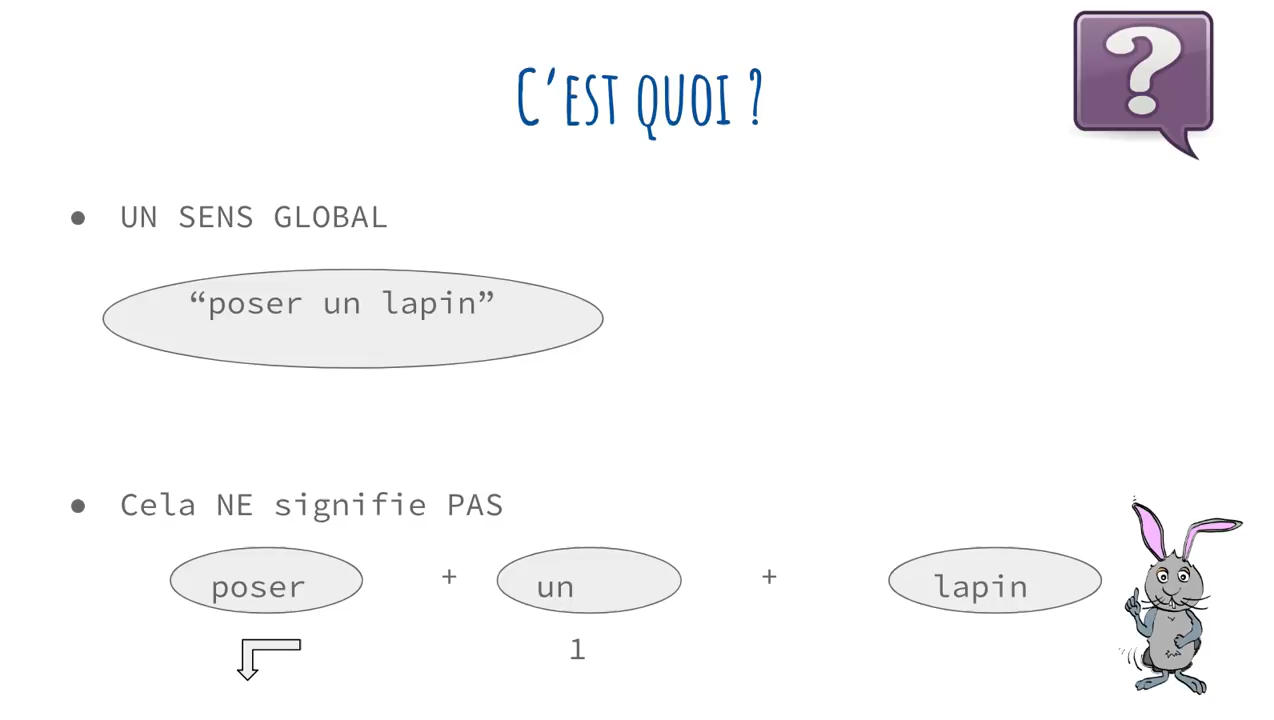 C'EST QUOI ?
?
● UN SENS GLOBAL
“poser un lapin”
● Cela NE signifie PAS
poser + un + lapin
1